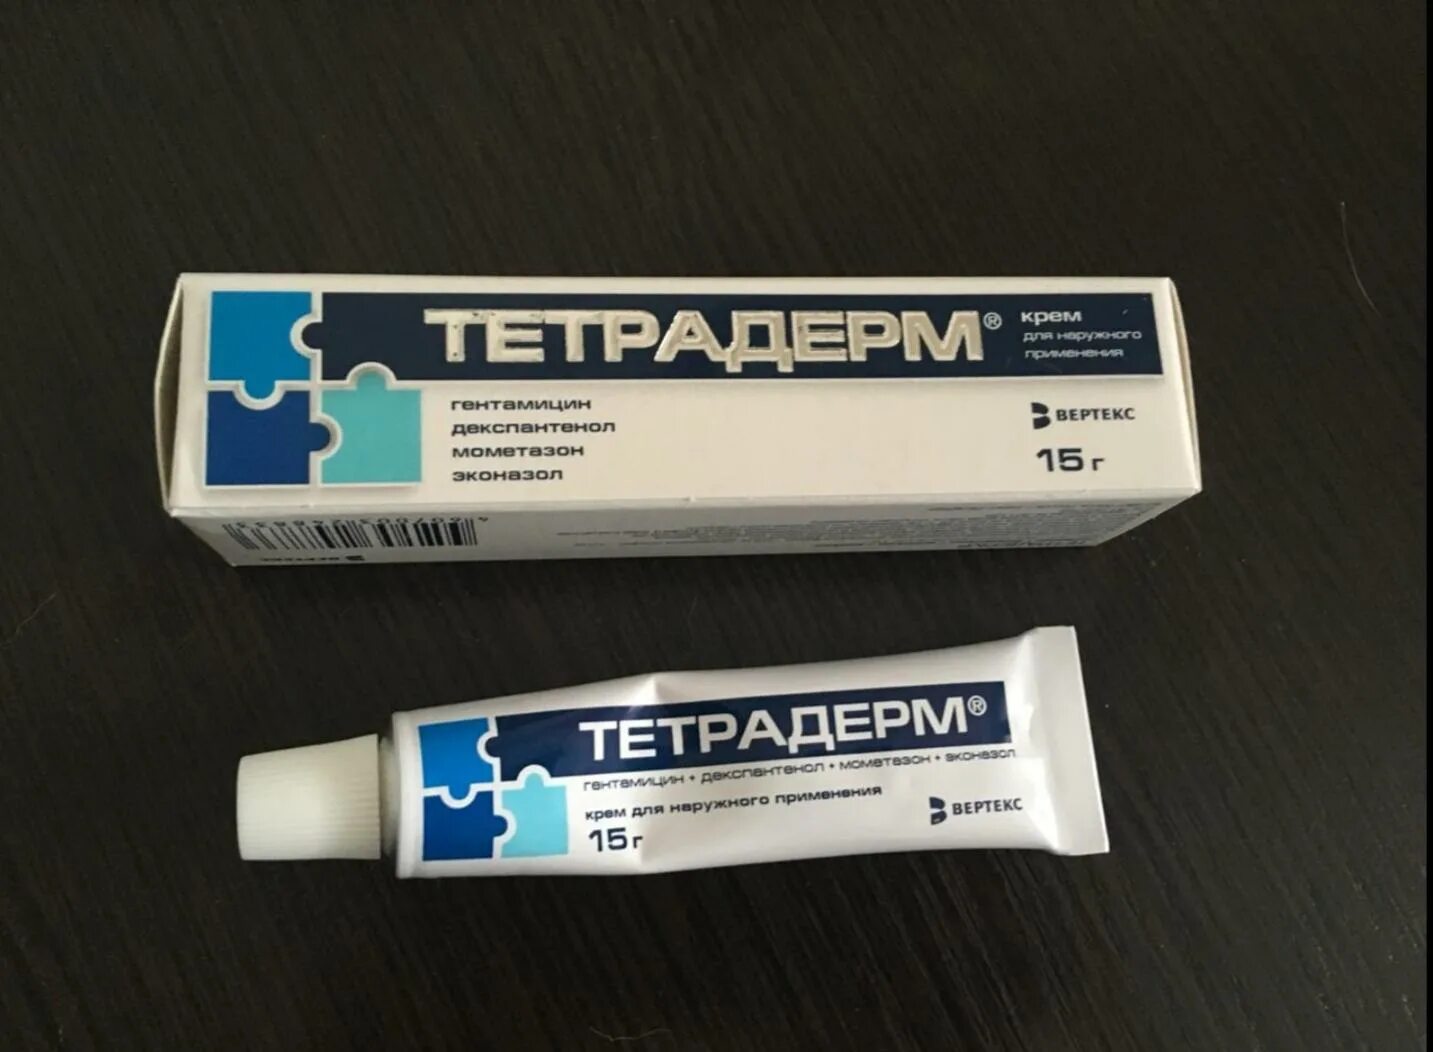 ТЕТРАДЕРМ® крем
для наружного
применения
гентамицин
декспантенол
мометазон
эконазол
ВЕРТЕКС
15 г
ВЕРТЕКС
ТЕТРАДЕРМ®
гентамицин + декспантенол + мометазон + эконазол
крем для наружного применения
15 г
ВЕРТЕКС